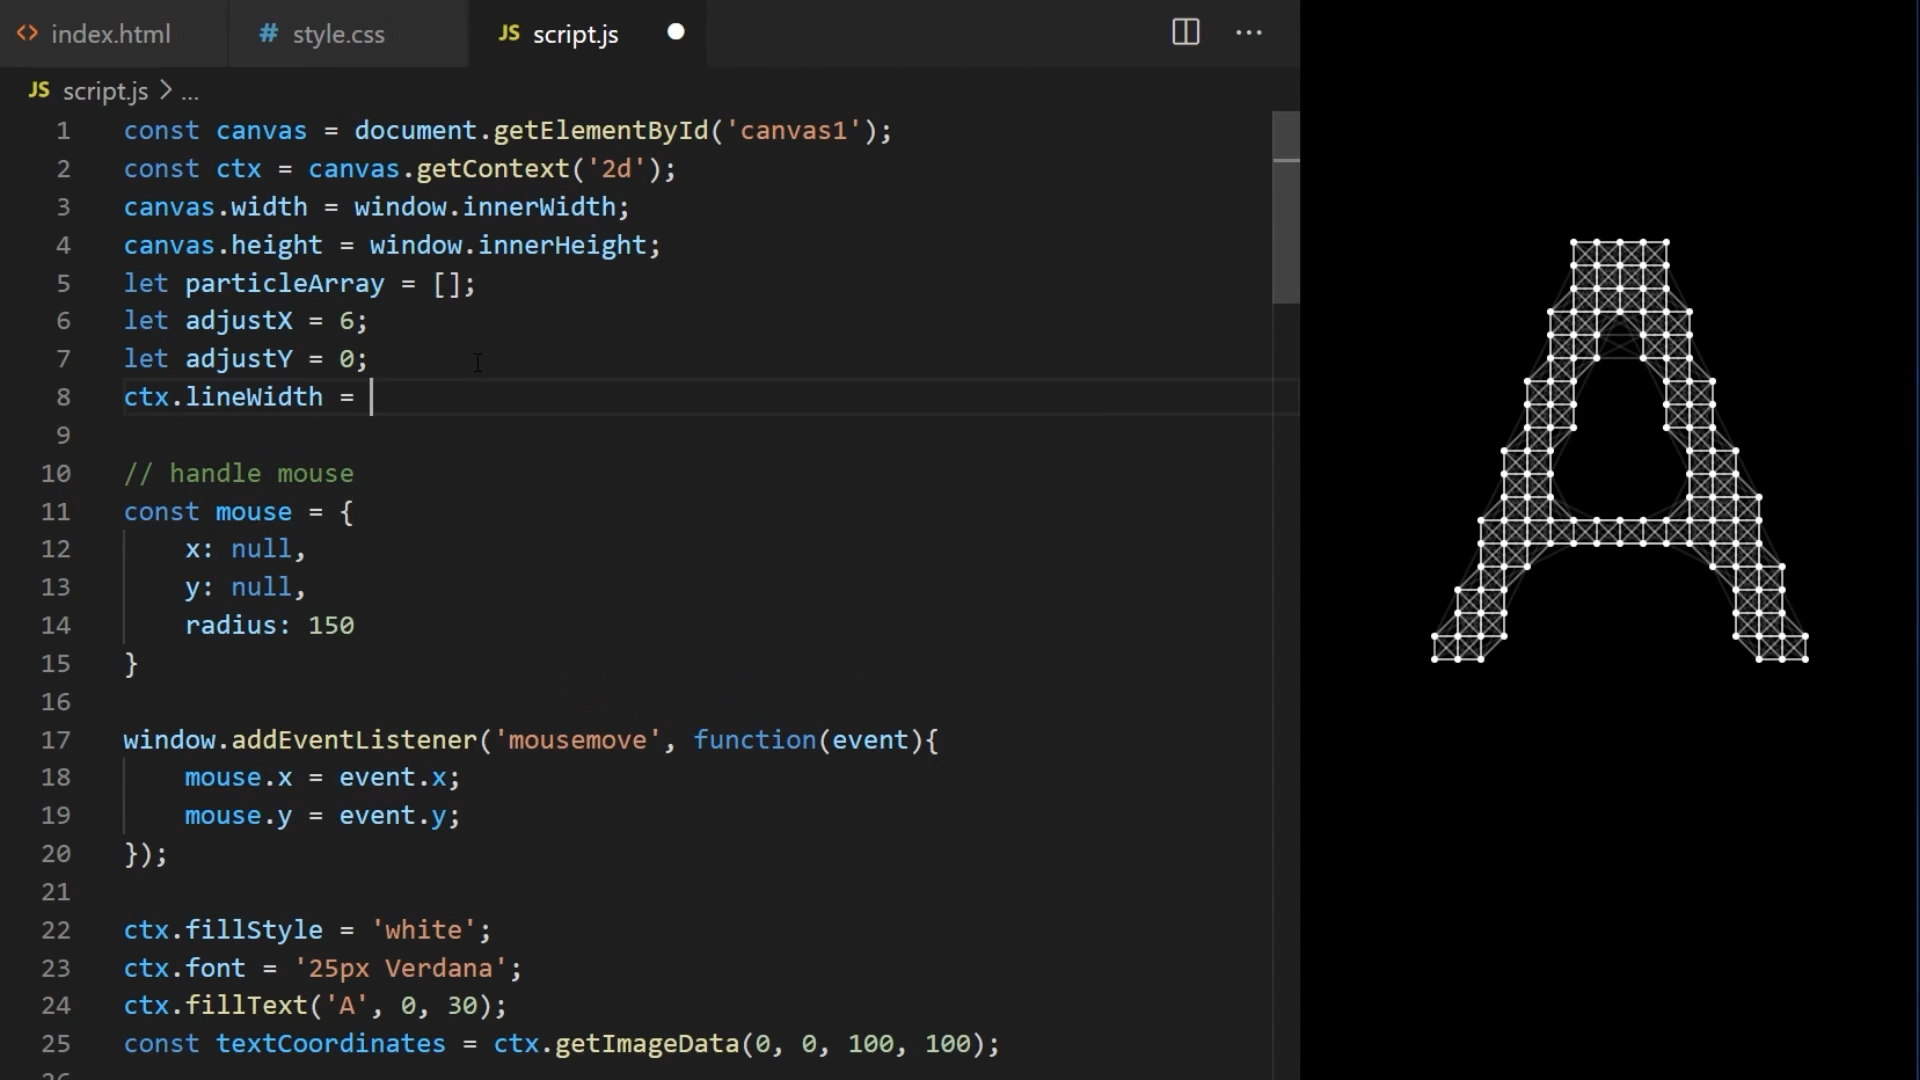 index.html
# style.css
JS script.js
JS script.js > ...
1 const canvas = document.getElementById('canvas1');
2 const ctx = canvas.getContext('2d');
3 canvas.width = window.innerWidth;
4 canvas.height = window.innerHeight;
5 let particleArray = [];
6 let adjustX = 6;
7 let adjustY = 0;
8 ctx.lineWidth =
9
10 // handle mouse
11 const mouse = {
12 x: null,
13 y: null,
14 radius: 150
15 }
16
17 window.addEventListener('mousemove', function(event){
18 mouse.x = event.x;
19 mouse.y = event.y;
20 });
21
22 ctx.fillStyle = 'white';
23 ctx.font = '25px Verdana';
24 ctx.fillText('A', 0, 30);
25 const textCoordinates = ctx.getImageData(0, 0, 100, 100);
A